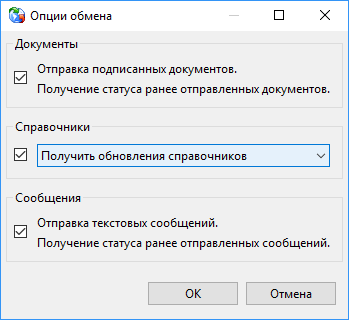 Опции обмена
Документы
Отправка подписанных документов.
Получение статуса ранее отправленных документов.
Справочники
Получить обновления справочников
Сообщения
Отправка текстовых сообщений.
Получение статуса ранее отправленных сообщений.
OK
Отмена